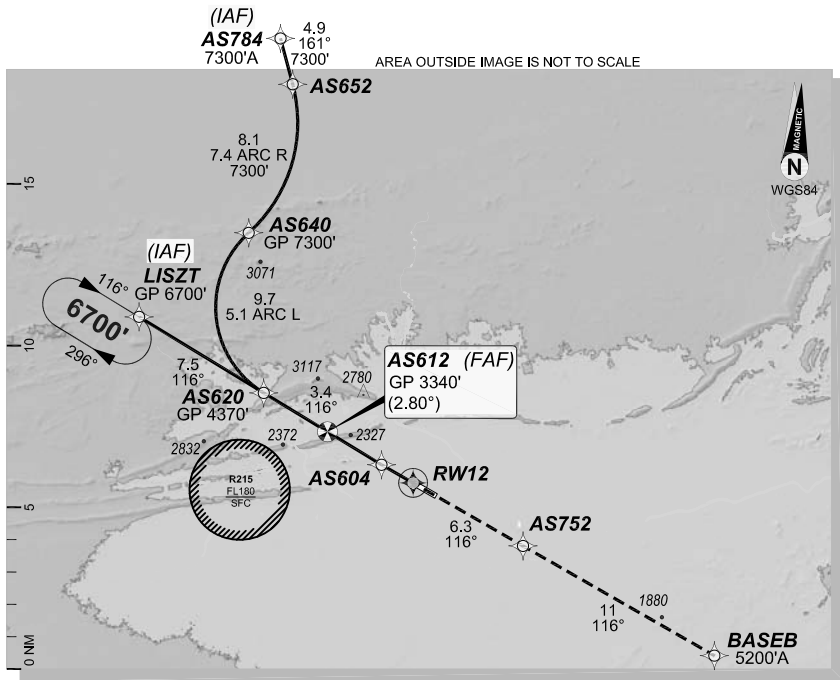 (IAF)
AS784
7300'A
4.9
161°
7300'
AREA OUTSIDE IMAGE IS NOT TO SCALE
AS652
MAGNETIC
N
WGS84
8.1
7.4 ARC R
7300'
15
AS640
GP 7300'
(IAF)
LISZT
GP 6700'
3071
116°
6700'
296°
9.7
5.1 ARC L
10
7.5
116°
3117
2780
3.4
116°
AS612 (FAF)
GP 3340'
(2.80°)
AS620
GP 4370'
2832
2372
2327
R215
FL180
SFC
AS604
RW12
5
6.3
116°
AS752
11
116°
1880
BASEB
5200'A
0 NM